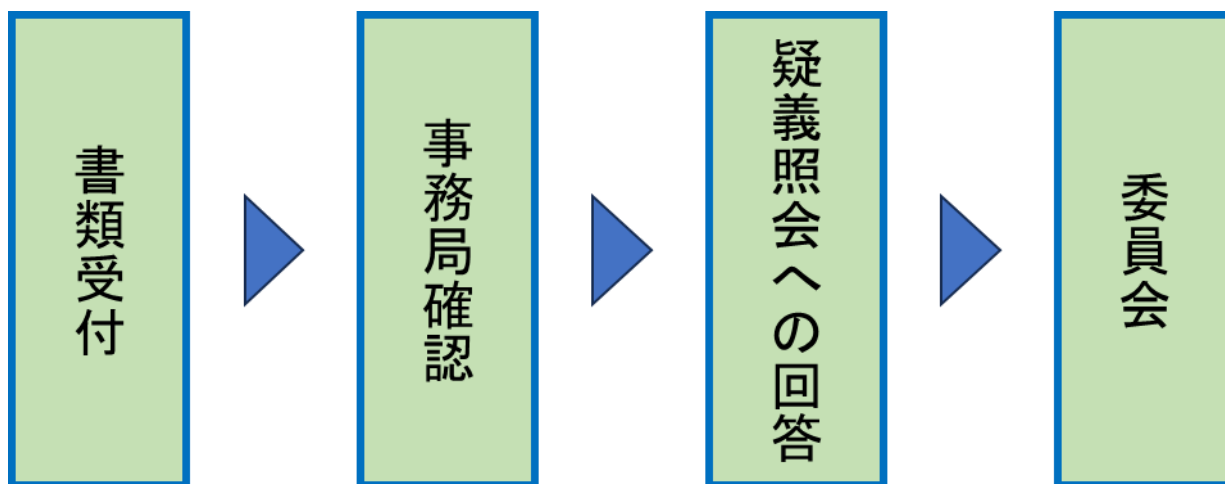 書類受付
事務局確認
疑義照会への回答
委員会